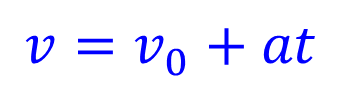 v = v₀ + at